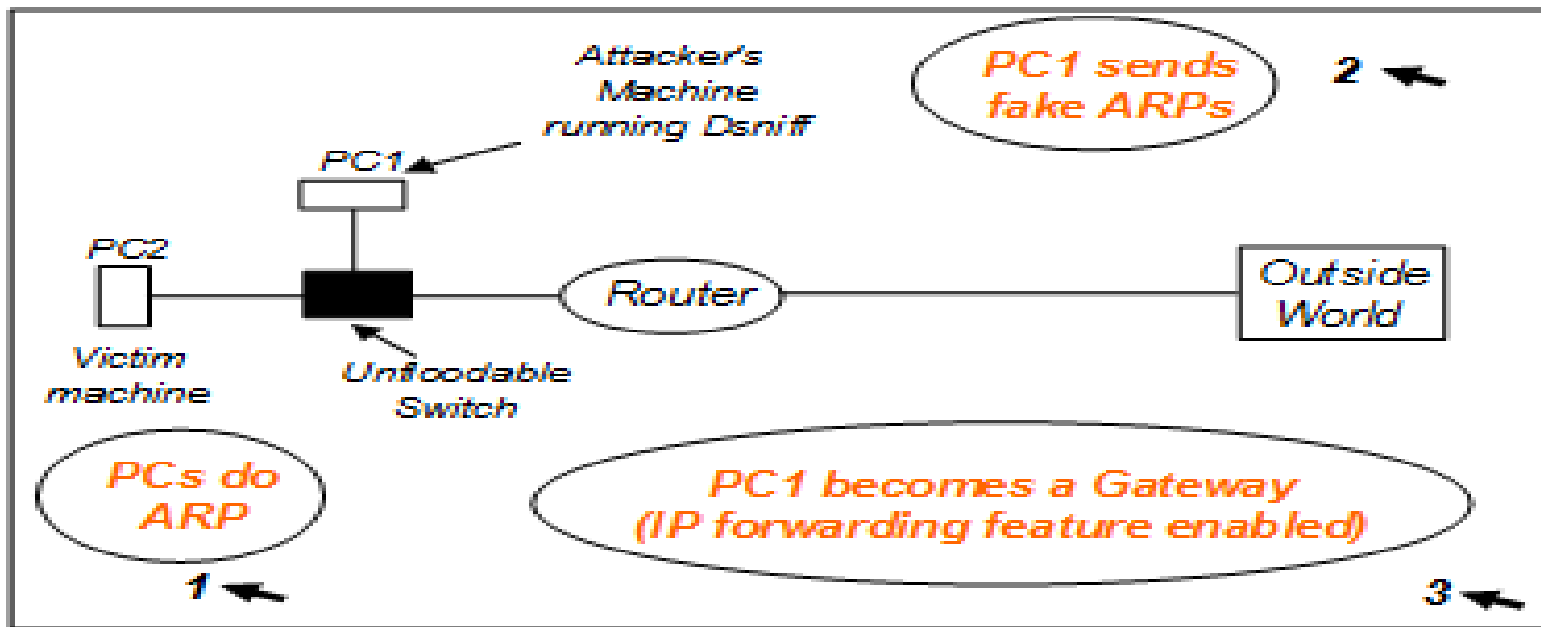 Attacker's
Machine
running Dsniff
PC1 sends
fake ARPs
2
PC1
PC2
Router
Outside
World
Victim
machine
Unfloodable
Switch
PCs do
ARP
1
PC1 becomes a Gateway
(IP forwarding feature enabled)
3